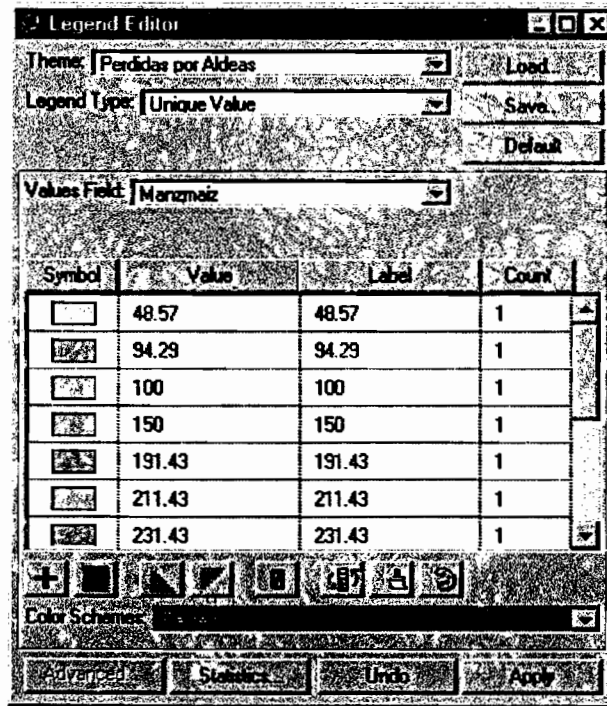 Legend Editor
Theme: Perdidas por Aldeas
Load...
Legend Type: Unique Value
Save...
Default
Values Field: Manzmaiz
Symbol Value Label Count
48.57 48.57 1
94.29 94.29 1
100 100 1
150 150 1
191.43 191.43 1
211.43 211.43 1
231.43 231.43 1
Color Schemes:
Advanced... Statistics... Undo Apply